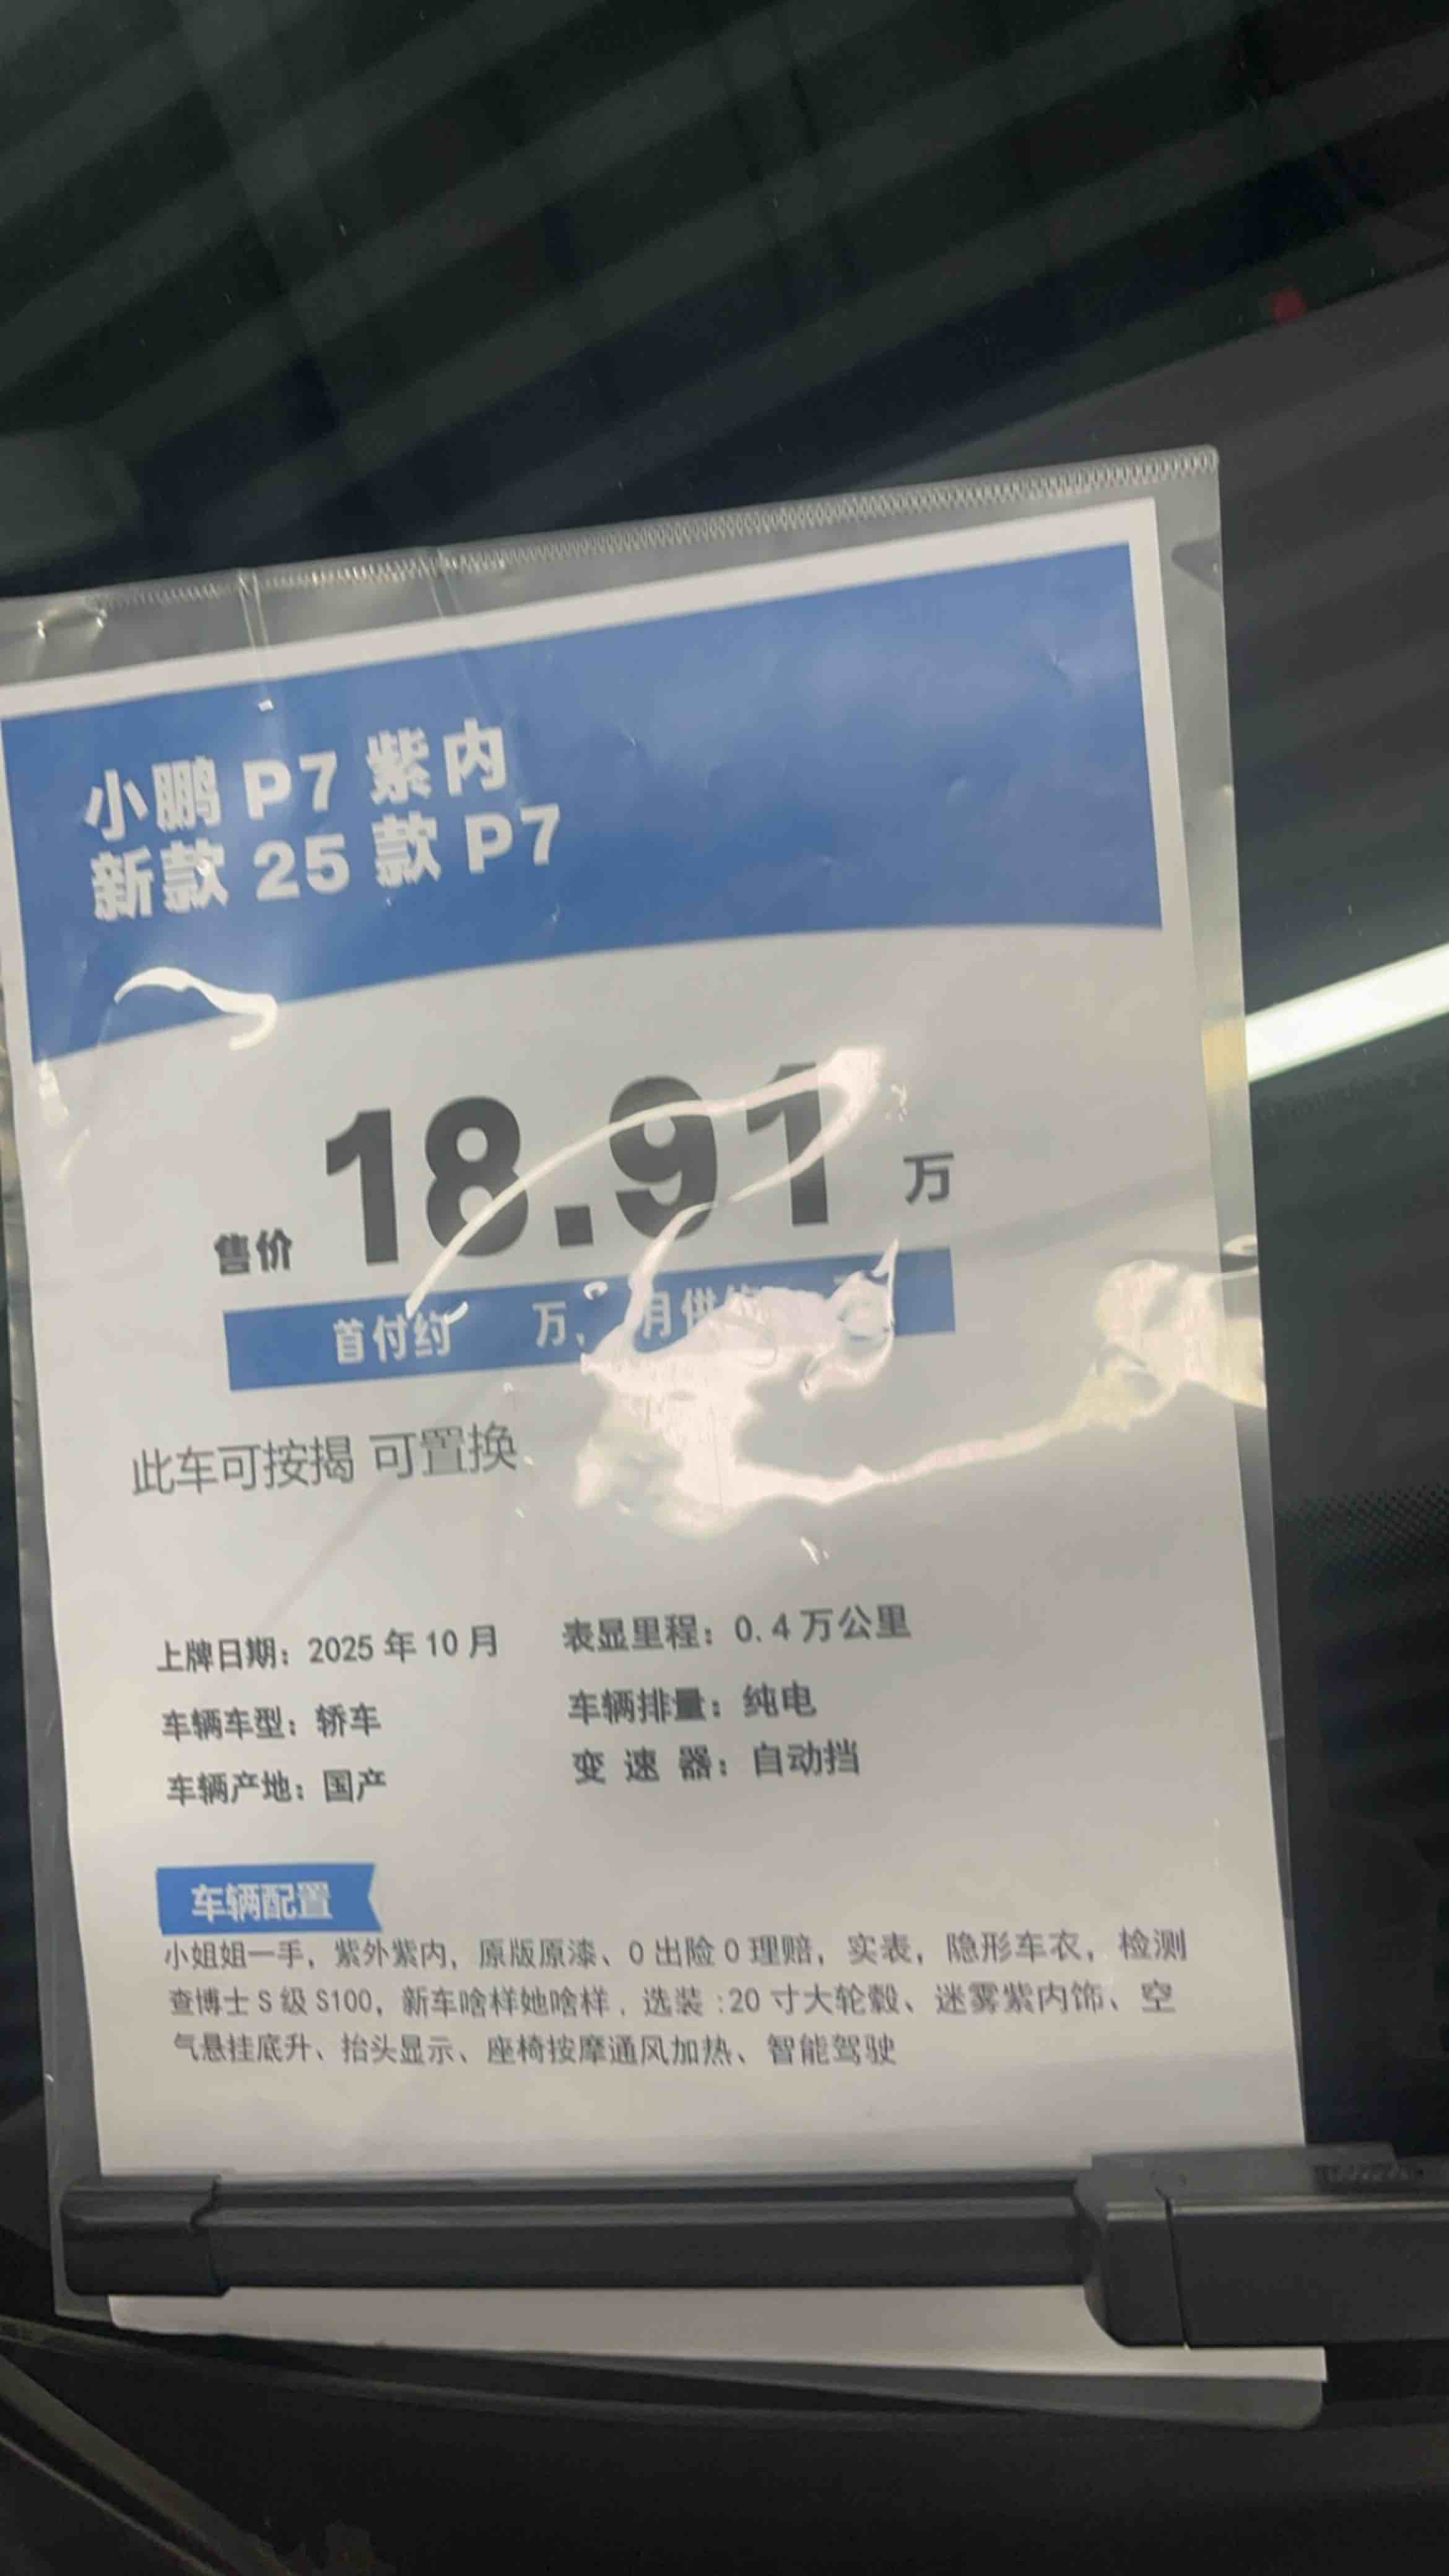 小鹏 P7 紫内
新款 25 款 P7
售价 18.91 万
首付约 万、 月供
此车可按揭 可置换
上牌日期：2025 年 10 月 表显里程：0.4 万公里
车辆车型：轿车 车辆排量：纯电
车辆产地：国产 变 速 器：自动挡
车辆配置
小姐姐一手，紫外紫内，原版原漆、0 出险 0 理赔，实表，隐形车衣，检测
查博士 S 级 S100，新车啥样她啥样．选装:20 寸大轮毂、迷雾紫内饰、空
气悬挂底升、抬头显示、座椅按摩通风加热、智能驾驶